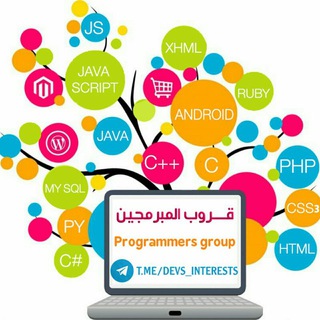 JS
XHML
JAVA
SCRIPT
ANDROID
RUBY
JAVA
C++
C
PHP
MY SQL
CSS3
PY
C#
HTML
قـروب المبرمجين
Programmers group
T.ME/DEVS_INTERESTS